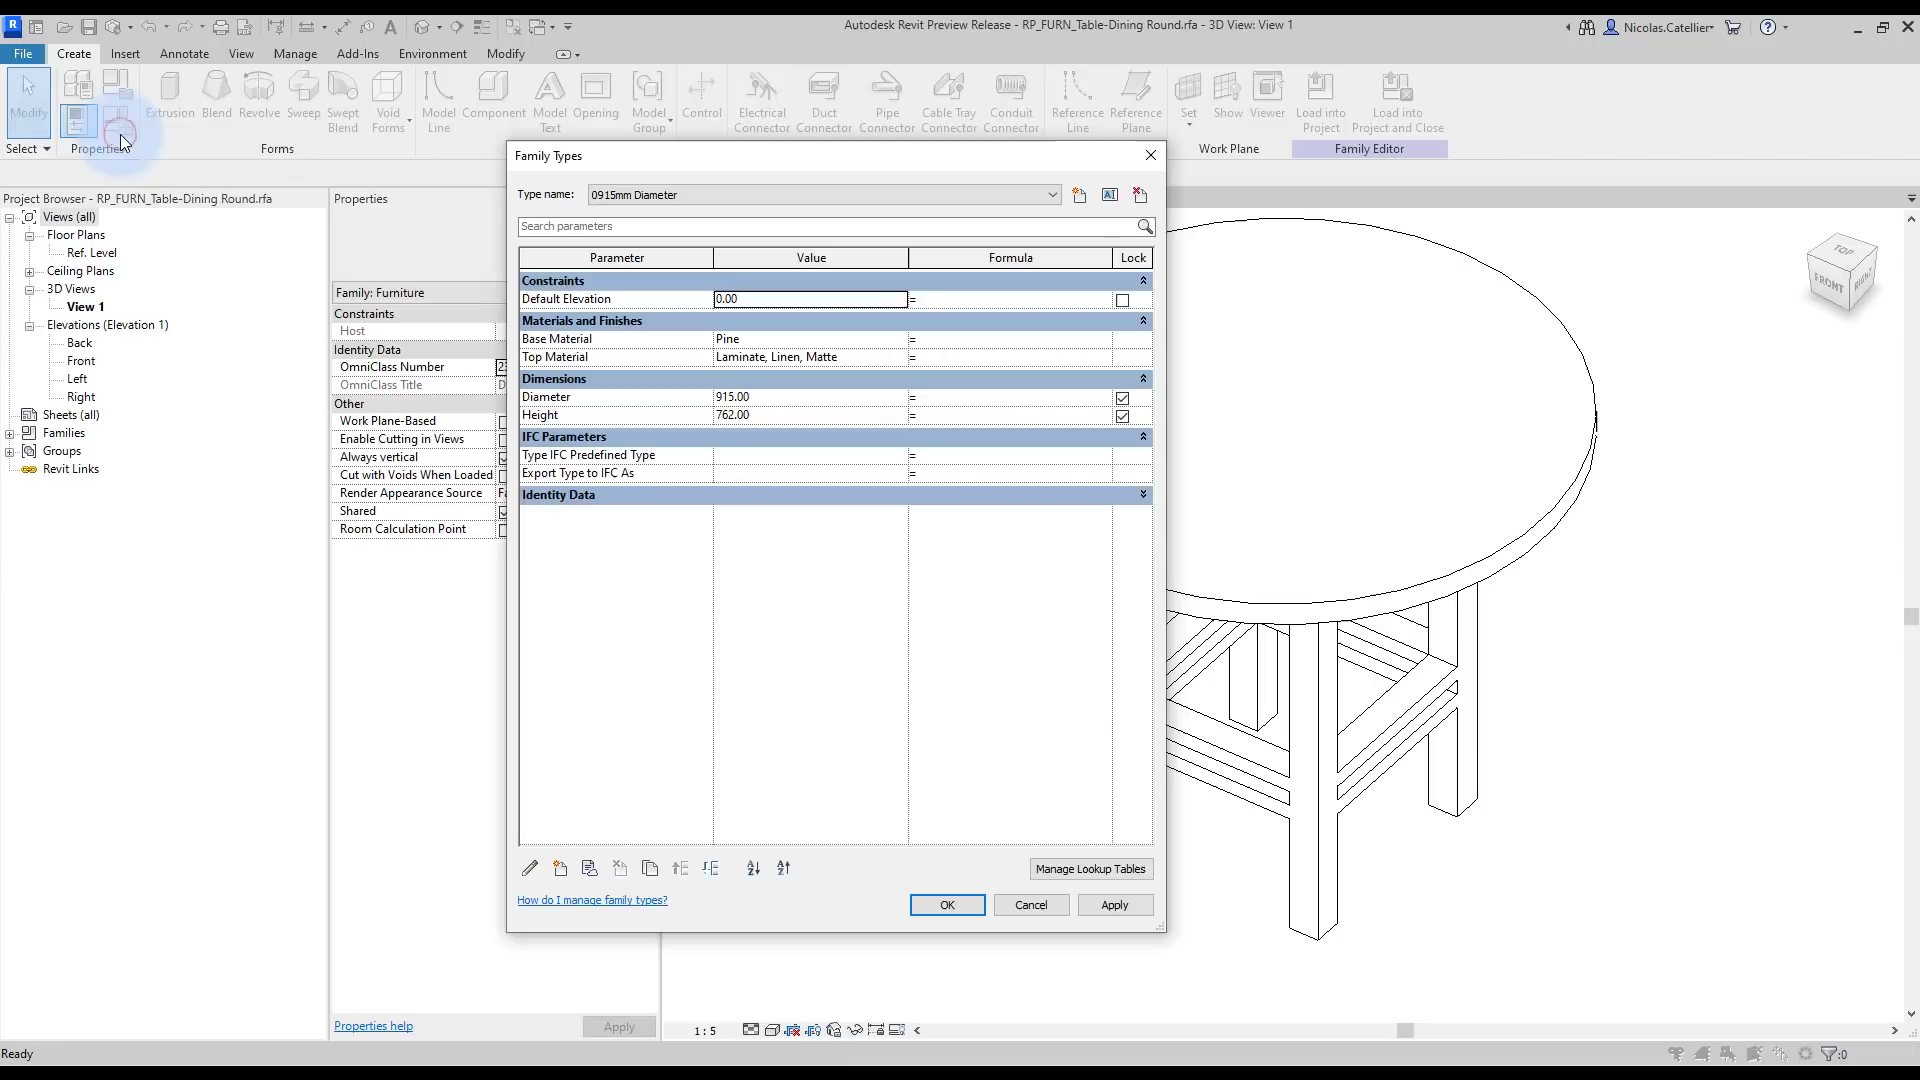 Autodesk Revit Preview Release - RP_FURN_Table-Dining Round.rfa - 3D View: View 1
Nicolas.Catellier
File Create Insert Annotate View Manage Add-Ins Environment Modify
Modify
Extrusion Blend Revolve Sweep Swept Blend Void Forms
Model Line Component Model Text Opening Model Group Control
Electrical Connector Duct Connector Pipe Connector Cable Tray Connector Conduit Connector
Reference Line Reference Plane Set Show Viewer Load into Project Load into Project and Close
Select Properties Forms Work Plane Family Editor
Project Browser - RP_FURN_Table-Dining Round.rfa
Views (all)
Floor Plans
Ref. Level
Ceiling Plans
3D Views
View 1
Elevations (Elevation 1)
Back
Front
Left
Right
Sheets (all)
Families
Groups
Revit Links
Properties
Family: Furniture
Constraints
Host
Identity Data
OmniClass Number
OmniClass Title
Other
Work Plane-Based
Enable Cutting in Views
Always vertical
Cut with Voids When Loaded
Render Appearance Source
Shared
Room Calculation Point
Properties help Apply
Family Types
Type name: 0915mm Diameter
Search parameters
Parameter Value Formula Lock
Constraints
Default Elevation 0.00 =
Materials and Finishes
Base Material Pine =
Top Material Laminate, Linen, Matte =
Dimensions
Diameter 915.00 =
Height 762.00 =
IFC Parameters
Type IFC Predefined Type =
Export Type to IFC As =
Identity Data
Manage Lookup Tables
How do I manage family types?
OK Cancel Apply
TOP
FRONT
RIGHT
1 : 5
Ready
:0